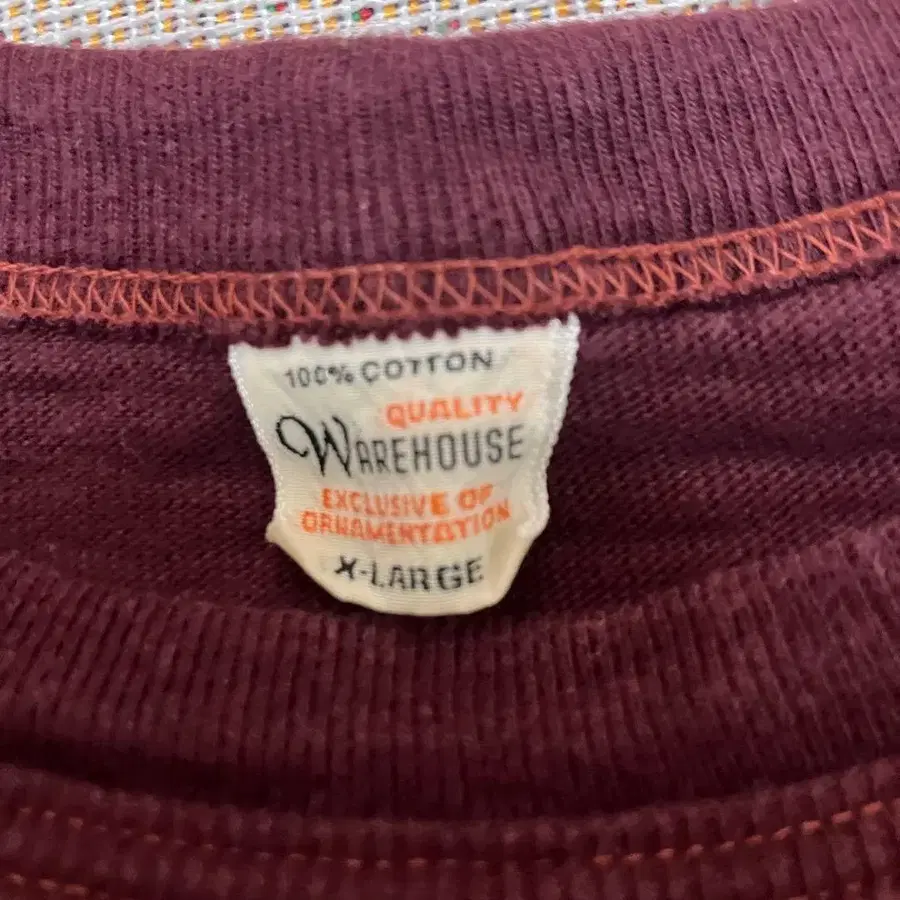 100% COTTON
QUALITY
WAREHOUSE
EXCLUSIVE OF
ORNAMENTATION
X-LARGE